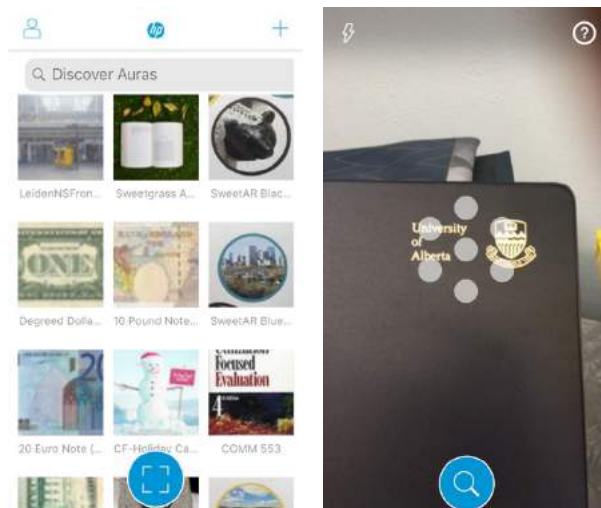 hp
Discover Auras
LeidenNSFron...
Sweetgrass A...
SweetAR Blac...
ONE
Degreed Dolla...
10 Pound Note...
SweetAR Blue...
20
Focused
Evaluation
4
20 Euro Note (...
CF-Holiday Ca...
COMM 553
?
University
of
Alberta